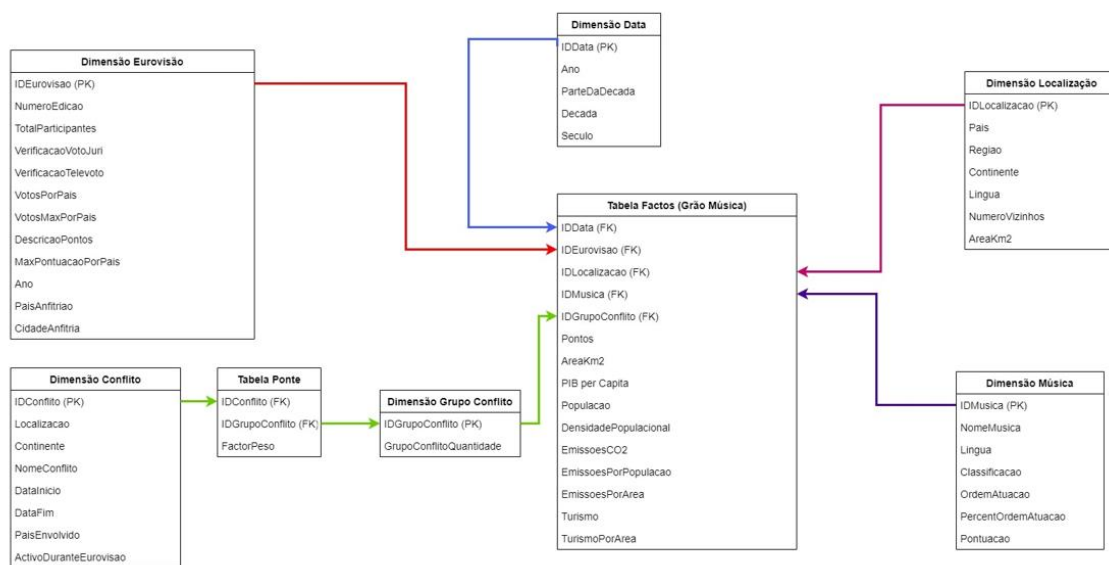 Dimensão Eurovisão
IDEurovisao (PK)
NumeroEdicao
TotalParticipantes
VerificacaoVotoJuri
VerificacaoTelevoto
VotosPorPais
VotosMaxPorPais
DescricaoPontos
MaxPontuacaoPorPais
Ano
PaisAnfitriao
CidadeAnfitria
Dimensão Data
IDData (PK)
Ano
ParteDaDecada
Decada
Seculo
Dimensão Localização
IDLocalizacao (PK)
Pais
Regiao
Continente
Lingua
NumeroVizinhos
AreaKm2
Tabela Factos (Grão Música)
IDData (FK)
IDEurovisao (FK)
IDLocalizacao (FK)
IDMusica (FK)
IDGrupoConflito (FK)
Pontos
AreaKm2
PIB per Capita
Populacao
DensidadePopulacional
EmissoesCO2
EmissoesPorPopulacao
EmissoesPorArea
Turismo
TurismoPorArea
Dimensão Conflito
IDConflito (PK)
Localizacao
Continente
NomeConflito
DataInicio
DataFim
PaisEnvolvido
ActivoDuranteEurovisao
Tabela Ponte
IDConflito (FK)
IDGrupoConflito (FK)
FactorPeso
Dimensão Grupo Conflito
IDGrupoConflito (PK)
GrupoConflitoQuantidade
Dimensão Música
IDMusica (PK)
NomeMusica
Lingua
Classificacao
OrdemAtuacao
PercentOrdemAtuacao
Pontuacao